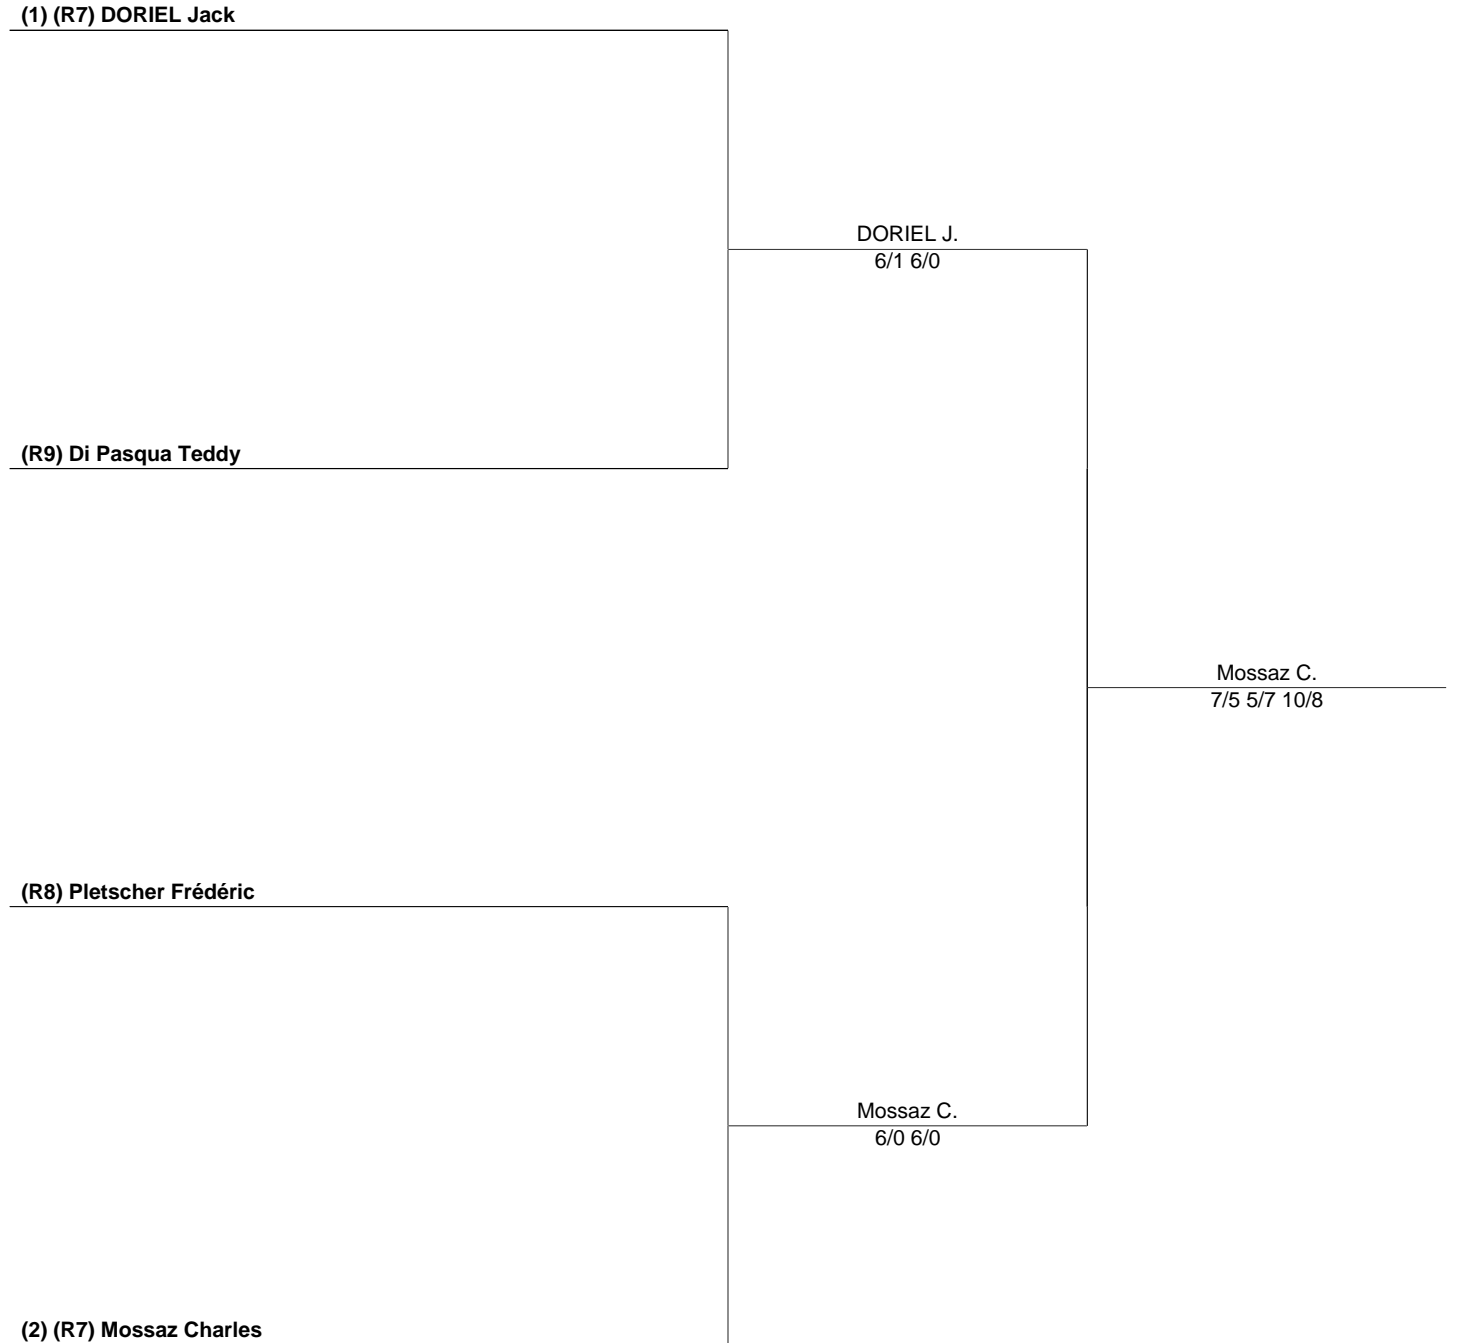 (1) (R7) DORIEL Jack
DORIEL J.
6/1 6/0
(R9) Di Pasqua Teddy
Mossaz C.
7/5 5/7 10/8
(R8) Pletscher Frédéric
Mossaz C.
6/0 6/0
(2) (R7) Mossaz Charles